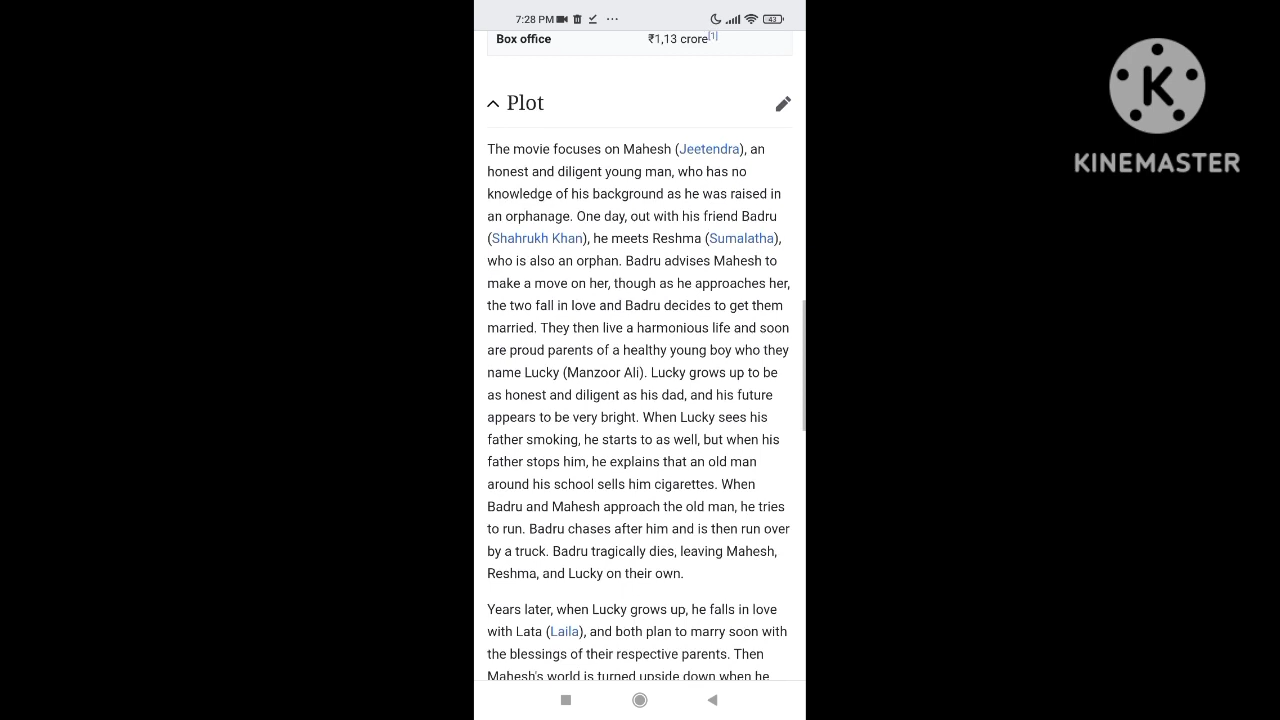 7:28 PM
43
Box office ₹1,13 crore[1]
K
KINEMASTER
Plot
The movie focuses on Mahesh (Jeetendra), an
honest and diligent young man, who has no
knowledge of his background as he was raised in
an orphanage. One day, out with his friend Badru
(Shahrukh Khan), he meets Reshma (Sumalatha),
who is also an orphan. Badru advises Mahesh to
make a move on her, though as he approaches her,
the two fall in love and Badru decides to get them
married. They then live a harmonious life and soon
are proud parents of a healthy young boy who they
name Lucky (Manzoor Ali). Lucky grows up to be
as honest and diligent as his dad, and his future
appears to be very bright. When Lucky sees his
father smoking, he starts to as well, but when his
father stops him, he explains that an old man
around his school sells him cigarettes. When
Badru and Mahesh approach the old man, he tries
to run. Badru chases after him and is then run over
by a truck. Badru tragically dies, leaving Mahesh,
Reshma, and Lucky on their own.
Years later, when Lucky grows up, he falls in love
with Lata (Laila), and both plan to marry soon with
the blessings of their respective parents. Then
Mahesh's world is turned upside down when he